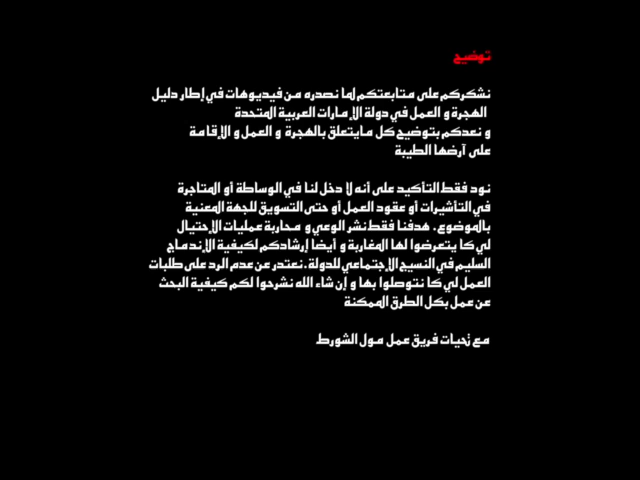 توضيح
نشكركم على متابعتكم لما نصدره من فيديوهات في إطار دليل
الهجرة و العمل في دولة الإمارات العربية المتحدة
و نعدكم بتوضيح كل مايتعلق بالهجرة و العمل و الإقامة
على آرضها الطيبة
نود فقط التأكيد على أنه لا دخل لنا في الوساطة أو المتاجرة
في التأشيرات أو عقود العمل أو حتى التسويق للجهة المعنية
بالموضوع. هدفنا فقط نشر الوعي و محاربة عمليات الإحتيال
لي كا يتعرضوا لها المغاربة و أيضا إرشادكم لكيفية الإندماج
السليم في النسيج الإجتماعي للدولة.نعتدر عن عدم الرد على طلبات
العمل لي كا نتوصلوا بها و إن شاء الله نشرحوا لكم كيفية البحث
عن عمل بكل الطرق الممكنة
مع تحيات فريق عمل مول الشورط